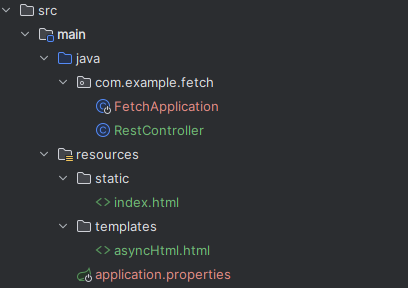 src
main
java
com.example.fetch
FetchApplication
RestController
resources
static
<> index.html
templates
<> asyncHtml.html
application.properties